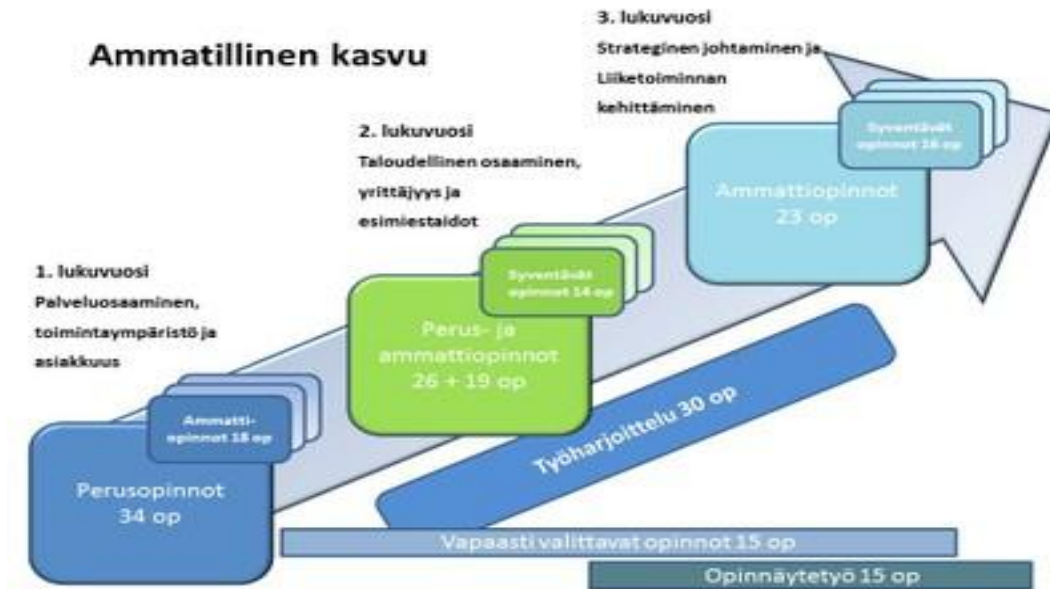 Ammatillinen kasvu
3. lukuvuosi
Strateginen johtaminen ja
Liiketoiminnan
kehittäminen
2. lukuvuosi
Taloudellinen osaaminen,
yrittäjyys ja
esimiestaidot
1. lukuvuosi
Palveluosaaminen,
toimintaympäristö ja
asiakkuus
Syventävät
opinnot 16 op
Ammattiopinnot
23 op
Syventävät
opinnot 14 op
Perus- ja
ammattiopinnot
26 + 19 op
Ammatti-
opinnot 18 op
Perusopinnot
34 op
Työharjoittelu 30 op
Vapaasti valittavat opinnot 15 op
Opinnäytetyö 15 op